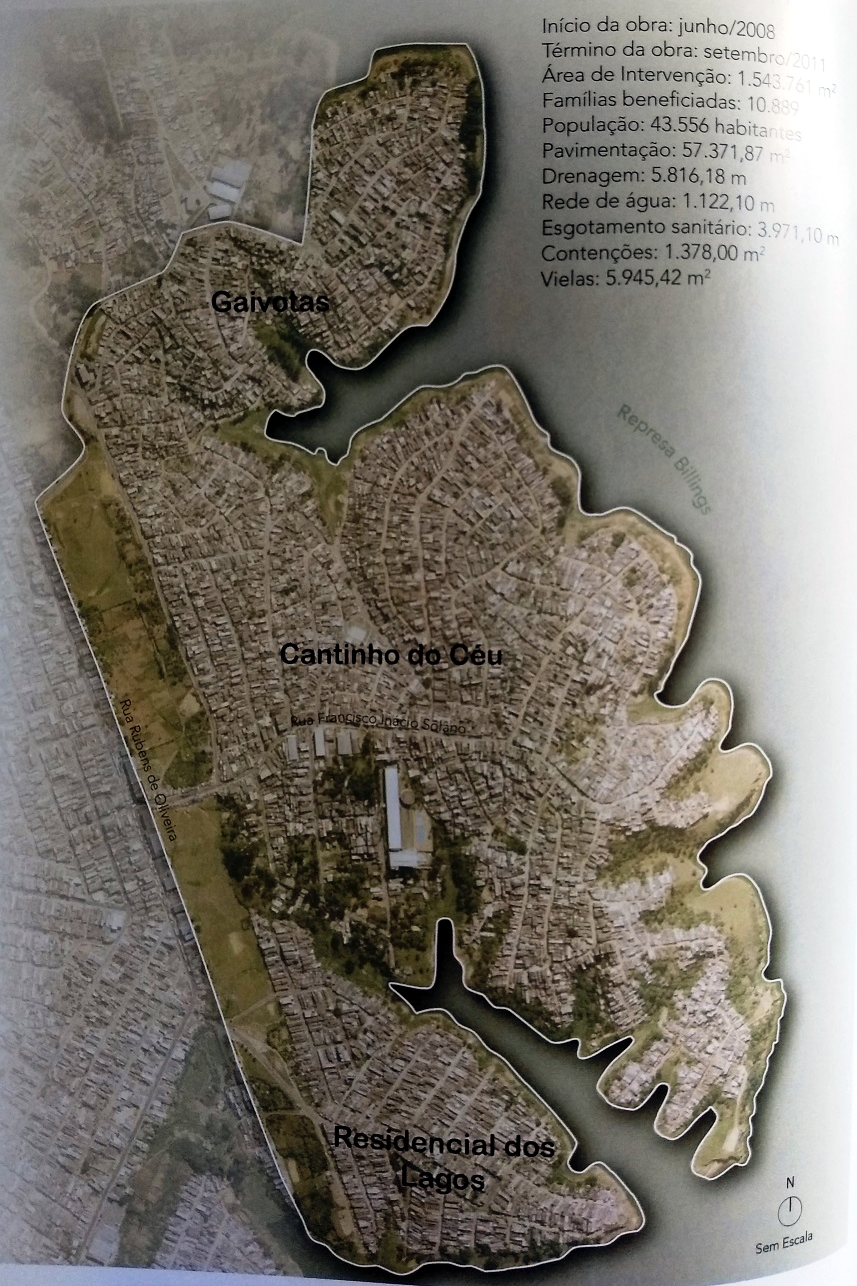 Início da obra: junho/2008
Término da obra: setembro/2011
Área de Intervenção: 1.543.761 m²
Famílias beneficiadas: 10.889
População: 43.556 habitantes
Pavimentação: 57.371,87 m²
Drenagem: 5.816,18 m
Rede de água: 1.122,10 m
Esgotamento sanitário: 3.971,10 m
Contenções: 1.378,00 m²
Vielas: 5.945,42 m²
Gaivotas
Represa Billings
Cantinho do Céu
Rua Francisco Inacio Solano
Rua Rubens de Oliveira
Residencial dos
Lagos
N
Sem Escala